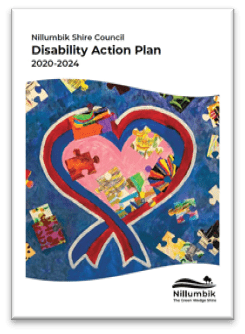 Nillumbik Shire Council
Disability Action Plan
2020-2024
Nillumbik
The Green Wedge Shire